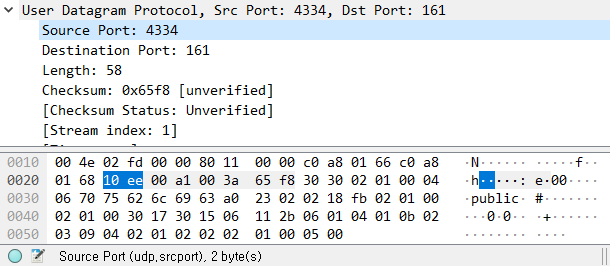 User Datagram Protocol, Src Port: 4334, Dst Port: 161
Source Port: 4334
Destination Port: 161
Length: 58
Checksum: 0x65f8 [unverified]
[Checksum Status: Unverified]
[Stream index: 1]
0010 00 4e 02 fd 00 00 80 11 00 00 c0 a8 01 66 c0 a8 ·N······ ·····f··
0020 01 68 10 ee 00 a1 00 3a 65 f8 30 30 02 01 00 04 ·h·····: e·00····
0030 06 70 75 62 6c 69 63 a0 23 02 02 18 fb 02 01 00 ·public· #·······
0040 02 01 00 30 17 30 15 06 11 2b 06 01 04 01 0b 02 ···0·0·· ·+······
0050 03 09 04 02 01 02 02 02 01 00 05 00 ········ ····
Source Port (udp.srcport), 2 byte(s)